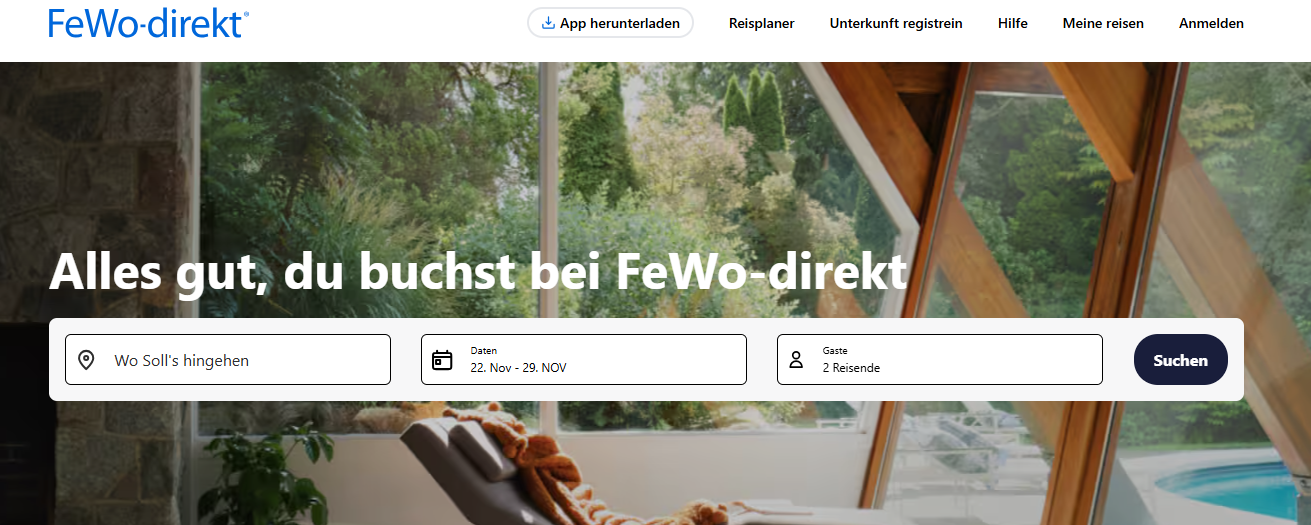 FeWo-direkt®
App herunterladen
Reisplaner
Unterkunft registrein
Hilfe
Meine reisen
Anmelden
Alles gut, du buchst bei FeWo-direkt
Wo Soll's hingehen
Daten
22. Nov - 29. NOV
Gaste
2 Reisende
Suchen